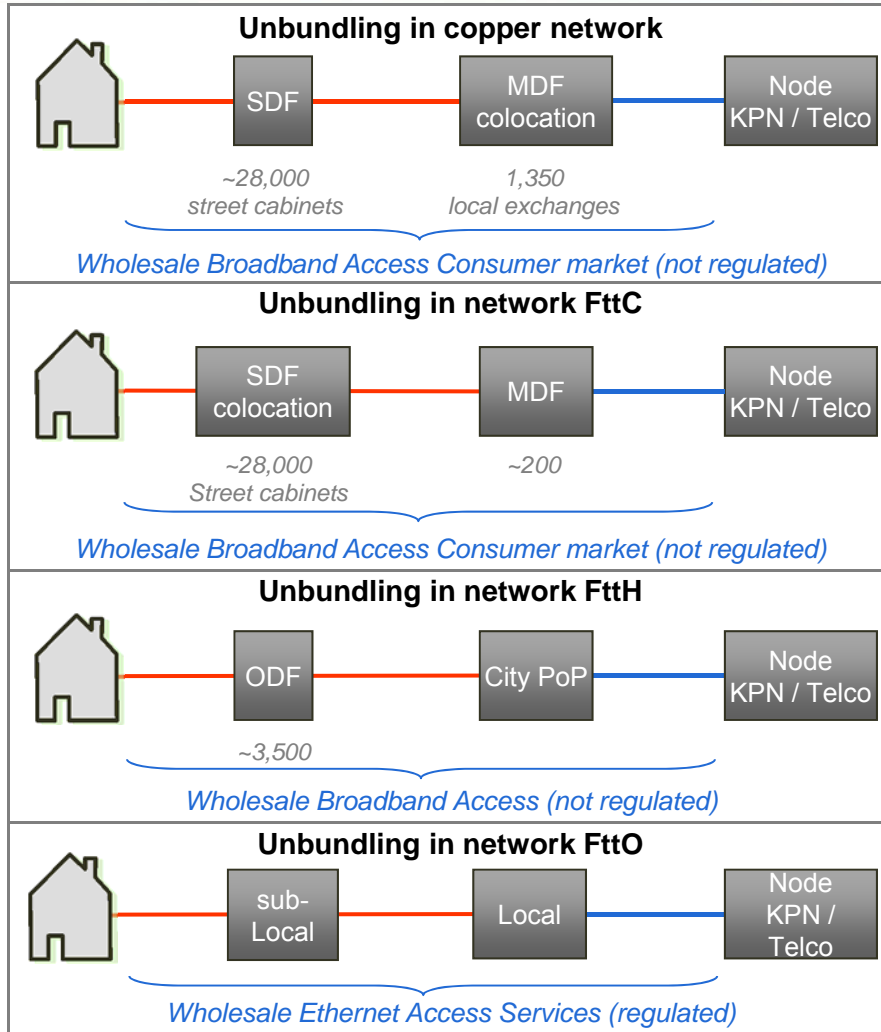 Unbundling in copper network
SDF
MDF
colocation
Node
KPN / Telco
~28,000
street cabinets
1,350
local exchanges
Wholesale Broadband Access Consumer market (not regulated)
Unbundling in network FttC
SDF
colocation
MDF
Node
KPN / Telco
~28,000
Street cabinets
~200
Wholesale Broadband Access Consumer market (not regulated)
Unbundling in network FttH
ODF
City PoP
Node
KPN / Telco
~3,500
Wholesale Broadband Access (not regulated)
Unbundling in network FttO
sub-
Local
Local
Node
KPN /
Telco
Wholesale Ethernet Access Services (regulated)